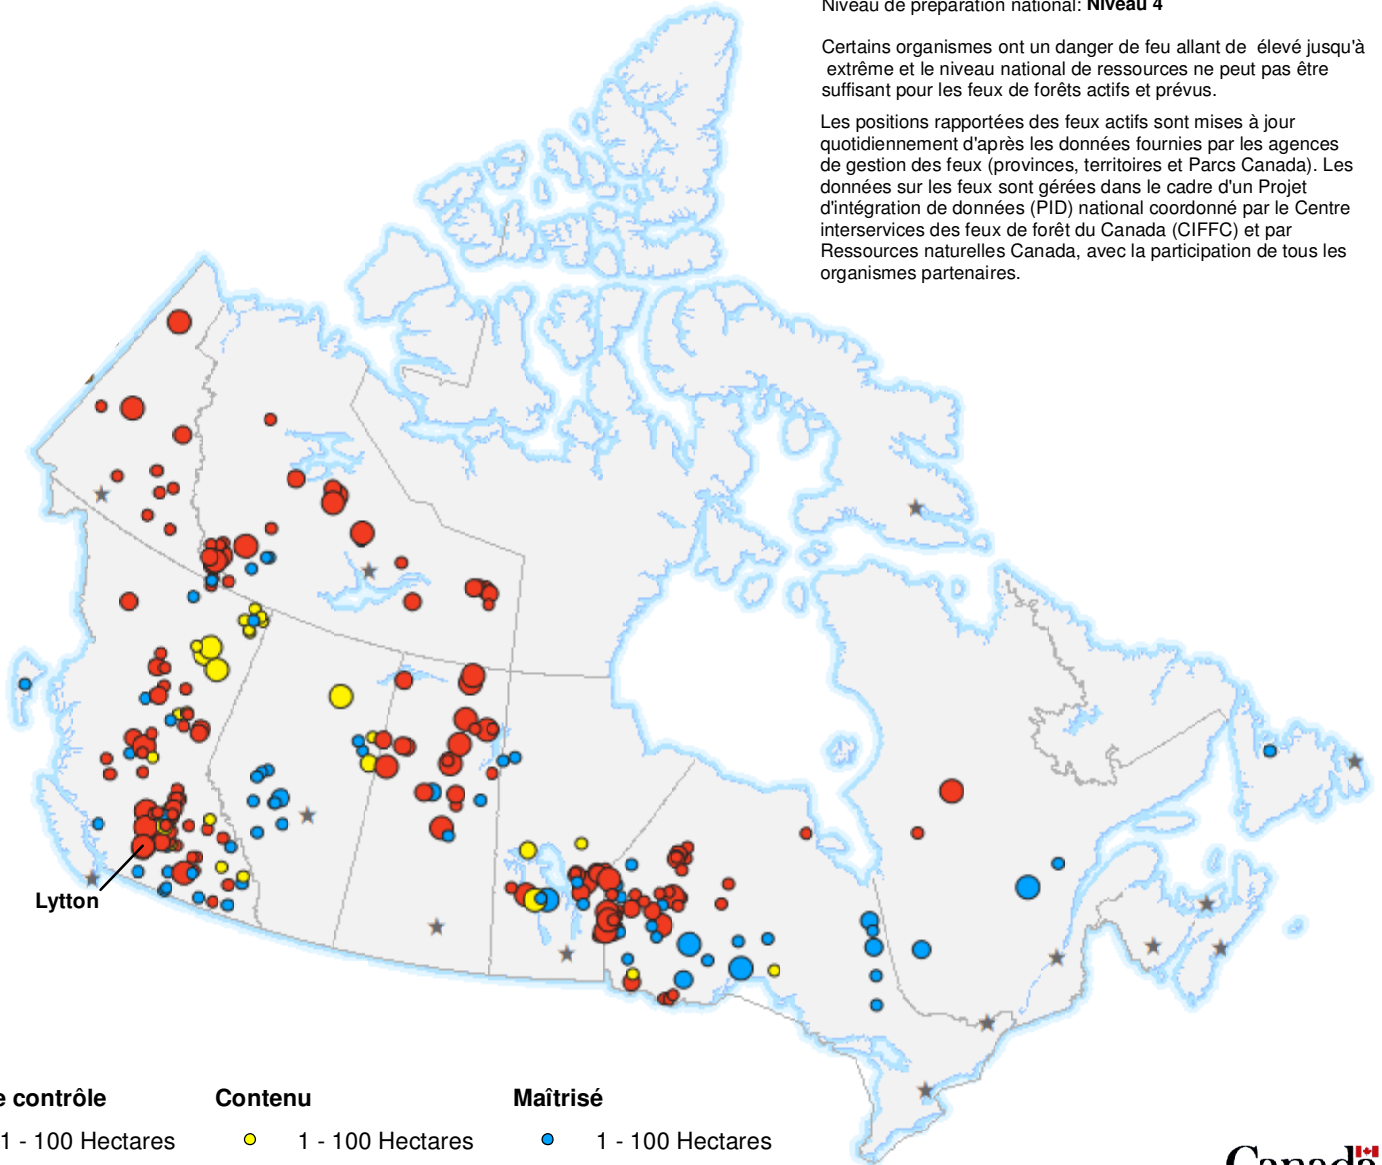 Niveau de préparation national: Niveau 4
Certains organismes ont un danger de feu allant de élevé jusqu'à
extrême et le niveau national de ressources ne peut pas être
suffisant pour les feux de forêts actifs et prévus.
Les positions rapportées des feux actifs sont mises à jour
quotidiennement d'après les données fournies par les agences
de gestion des feux (provinces, territoires et Parcs Canada). Les
données sur les feux sont gérées dans le cadre d'un Projet
d'intégration de données (PID) national coordonné par le Centre
interservices des feux de forêt du Canada (CIFFC) et par
Ressources naturelles Canada, avec la participation de tous les
organismes partenaires.
Lytton
contrôle Contenu Maîtrisé
1 - 100 Hectares 1 - 100 Hectares 1 - 100 Hectares
Canada